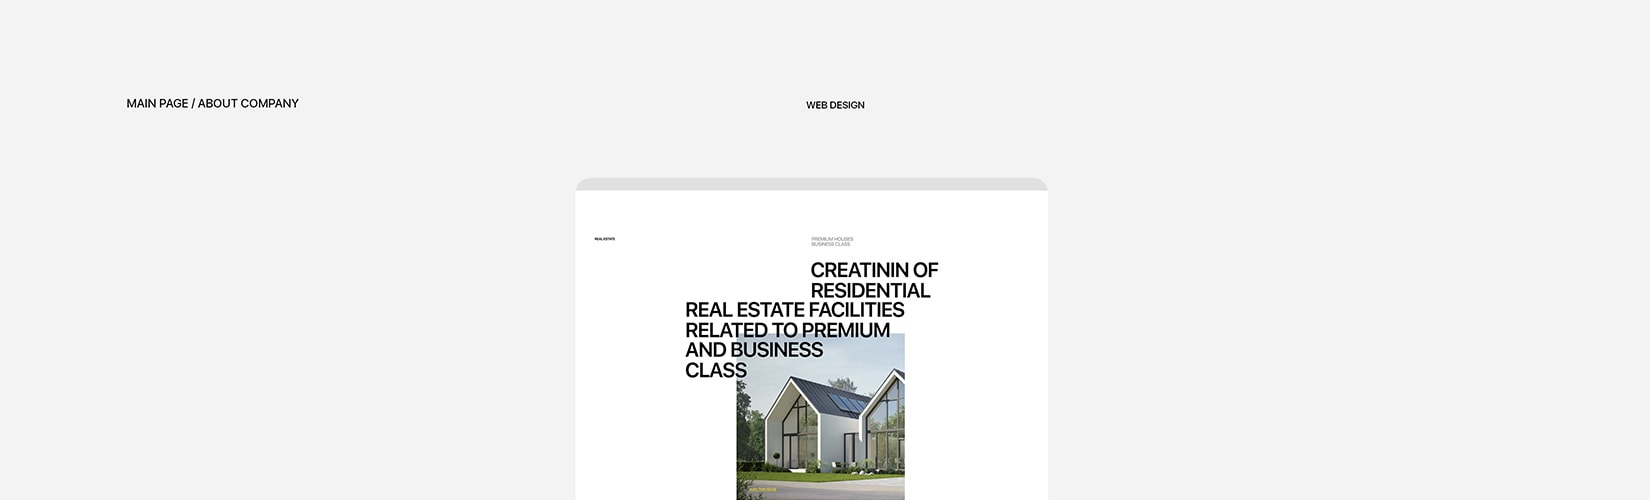 MAIN PAGE / ABOUT COMPANY
WEB DESIGN
REAL ESTATE
PREMIUM HOUSES
BUSINESS CLASS
CREATININ OF
RESIDENTIAL
REAL ESTATE FACILITIES
RELATED TO PREMIUM
AND BUSINESS
CLASS